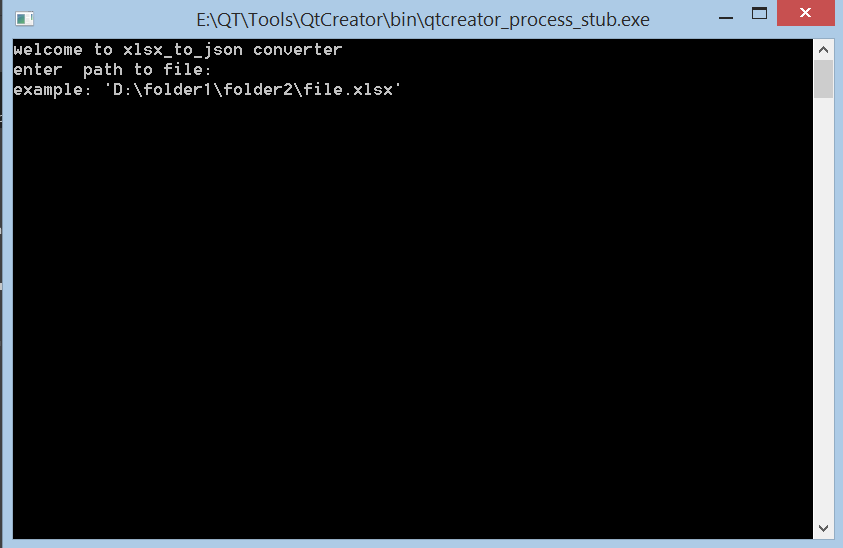 E:\QT\Tools\QtCreator\bin\qtcreator_process_stub.exe
welcome to xlsx_to_json converter
enter  path to file:
example: 'D:\folder1\folder2\file.xlsx'